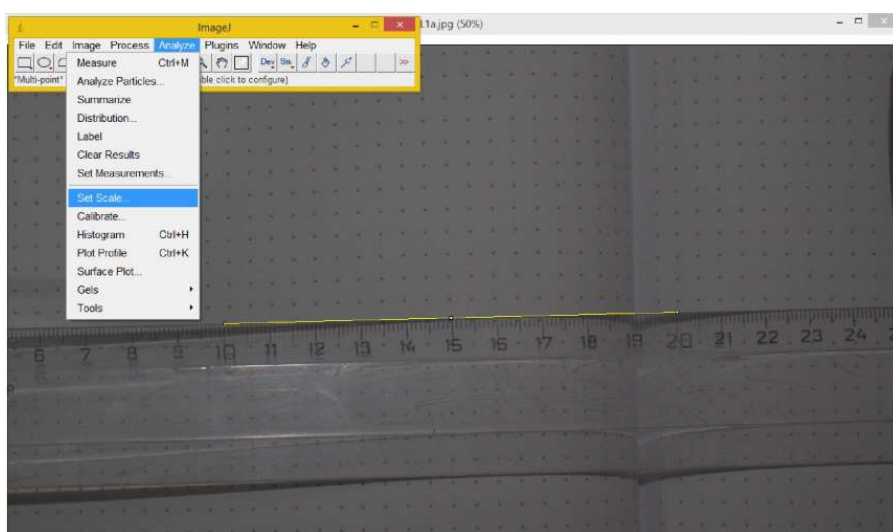 ImageJ
L1a.jpg (50%)
File Edit Image Process Analyze Plugins Window Help
Dev Stk >>
*Multi-point* ble click to configure)
Measure Ctrl+M
Analyze Particles...
Summarize
Distribution...
Label
Clear Results
Set Measurements...
Set Scale...
Calibrate...
Histogram Ctrl+H
Plot Profile Ctrl+K
Surface Plot...
Gels
Tools
6 7 8 9 10 11 12 13 14 15 16 17 18 19 20 21 22 23 24